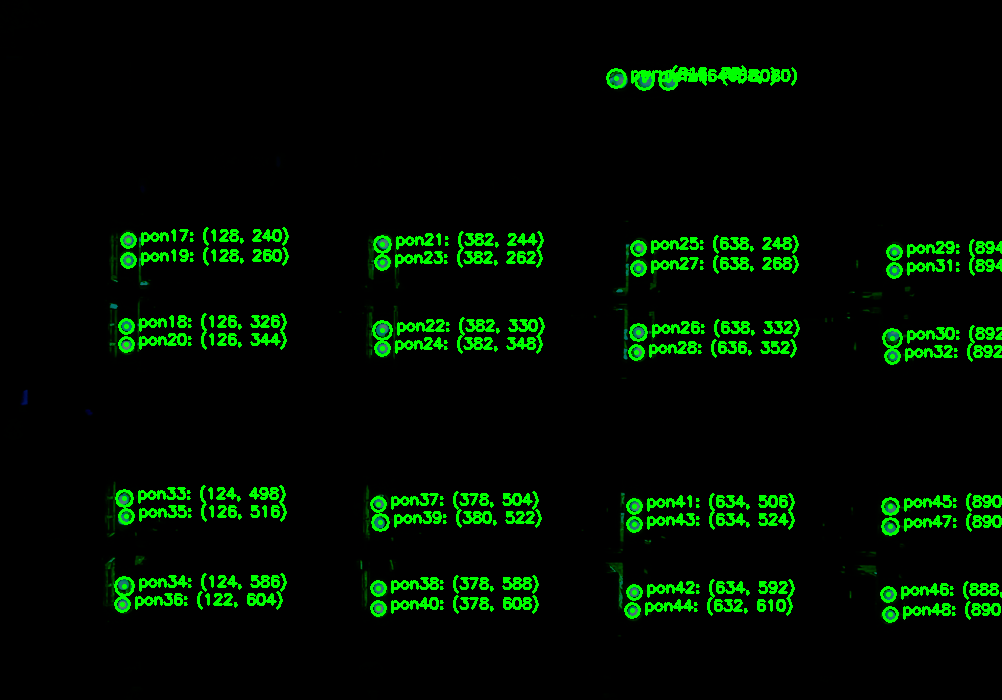 pon17: (128, 240)
pon19: (128, 260)
pon21: (382, 244)
pon23: (382, 262)
pon25: (638, 248)
pon27: (638, 268)
pon29: (894
pon31: (894
pon18: (126, 326)
pon20: (126, 344)
pon22: (382, 330)
pon24: (382, 348)
pon26: (638, 332)
pon28: (636, 352)
pon30: (892
pon32: (892
pon33: (124, 498)
pon35: (126, 516)
pon37: (378, 504)
pon39: (380, 522)
pon41: (634, 506)
pon43: (634, 524)
pon45: (890
pon47: (890
pon34: (124, 586)
pon36: (122, 604)
pon38: (378, 588)
pon40: (378, 608)
pon42: (634, 592)
pon44: (632, 610)
pon46: (888,
pon48: (890